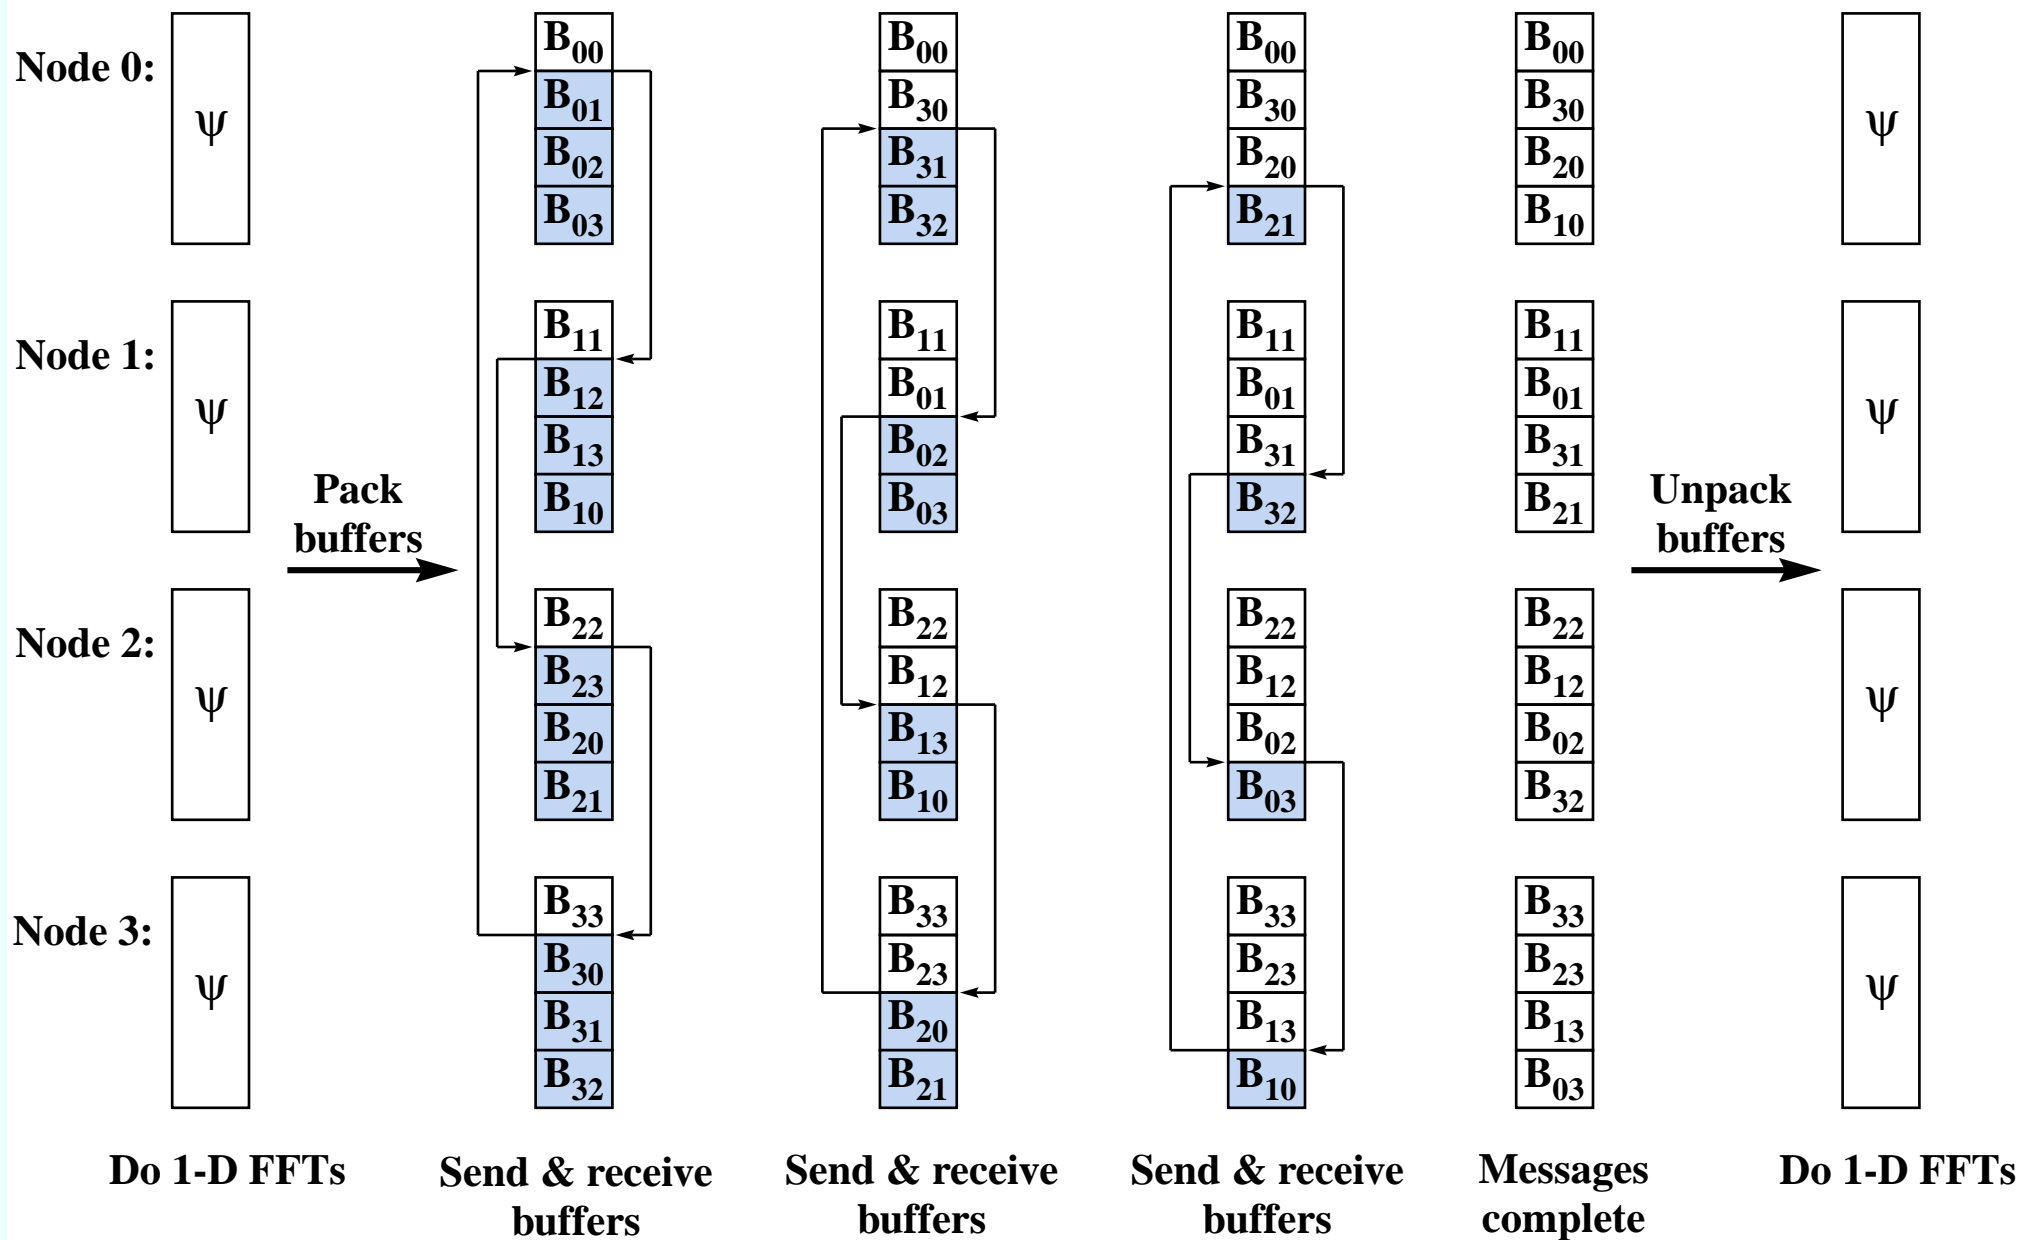 Node 0:
ψ
B00
B01
B02
B03
B00
B30
B31
B32
B00
B30
B20
B21
B00
B30
B20
B10
ψ
Node 1:
ψ
B11
B12
B13
B10
B11
B01
B02
B03
B11
B01
B31
B32
B11
B01
B31
B21
ψ
Pack
buffers
Unpack
buffers
Node 2:
ψ
B22
B23
B20
B21
B22
B12
B13
B10
B22
B12
B02
B03
B22
B12
B02
B32
ψ
Node 3:
ψ
B33
B30
B31
B32
B33
B23
B20
B21
B33
B23
B13
B10
B33
B23
B13
B03
ψ
Do 1-D FFTs
Send & receive
buffers
Send & receive
buffers
Send & receive
buffers
Messages
complete
Do 1-D FFTs